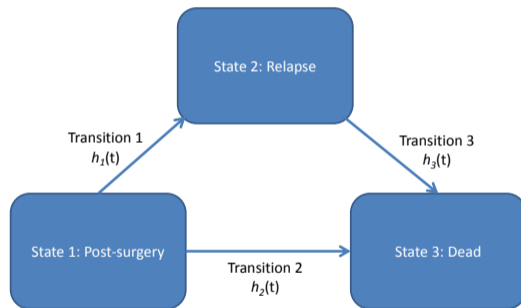 State 2: Relapse
Transition 1
h1(t)
Transition 3
h3(t)
State 1: Post-surgery
State 3: Dead
Transition 2
h2(t)